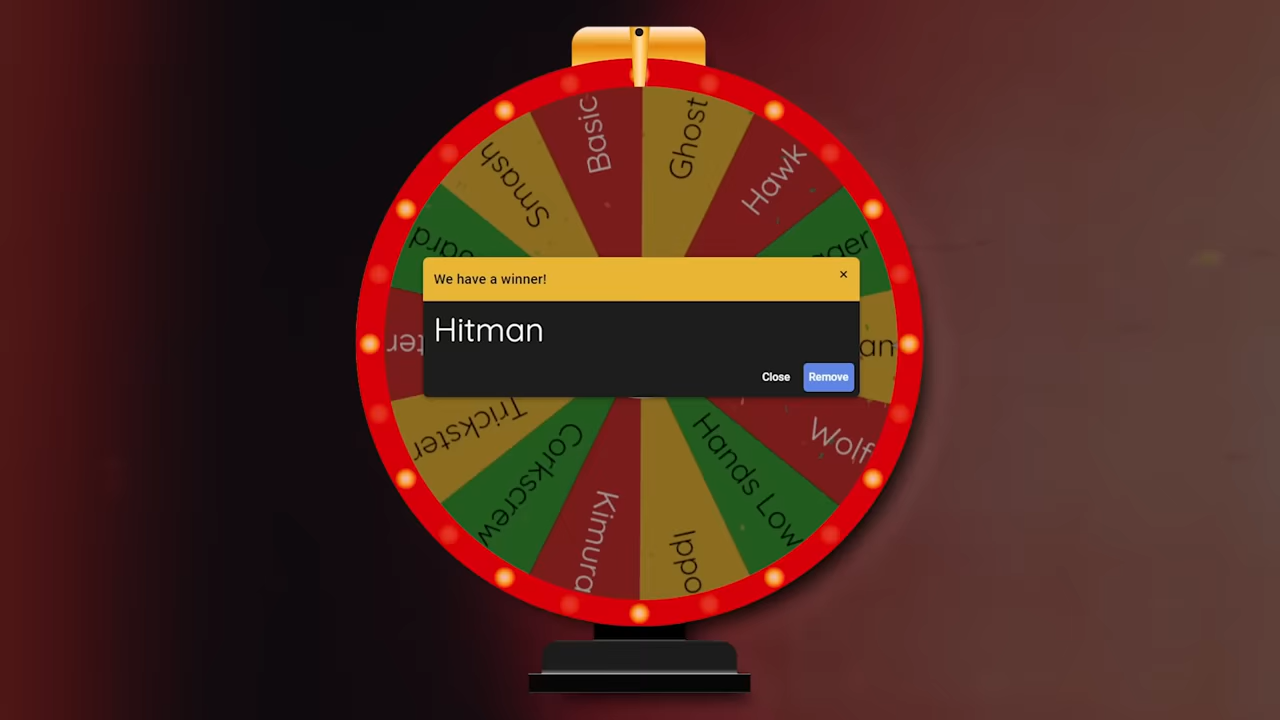 Basic
Ghost
Smash
Hawk
We have a winner!
×
Hitman
Close
Remove
Wolf
Trickster
Hands Low
Corkscrew
Kimura
Ippo